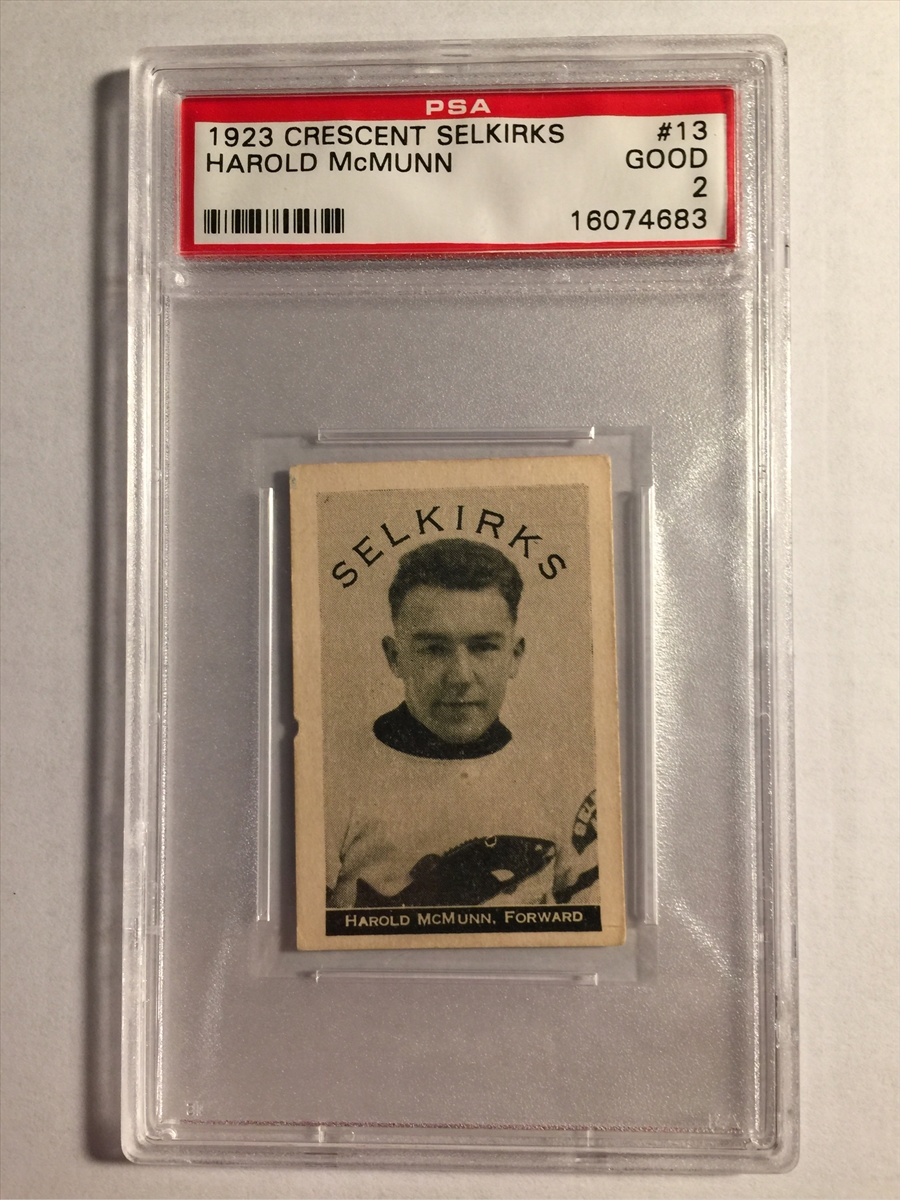 PSA
1923 CRESCENT SELKIRKS #13
HAROLD McMUNN GOOD
2
16074683
SELKIRKS
HAROLD MCMUNN, FORWARD